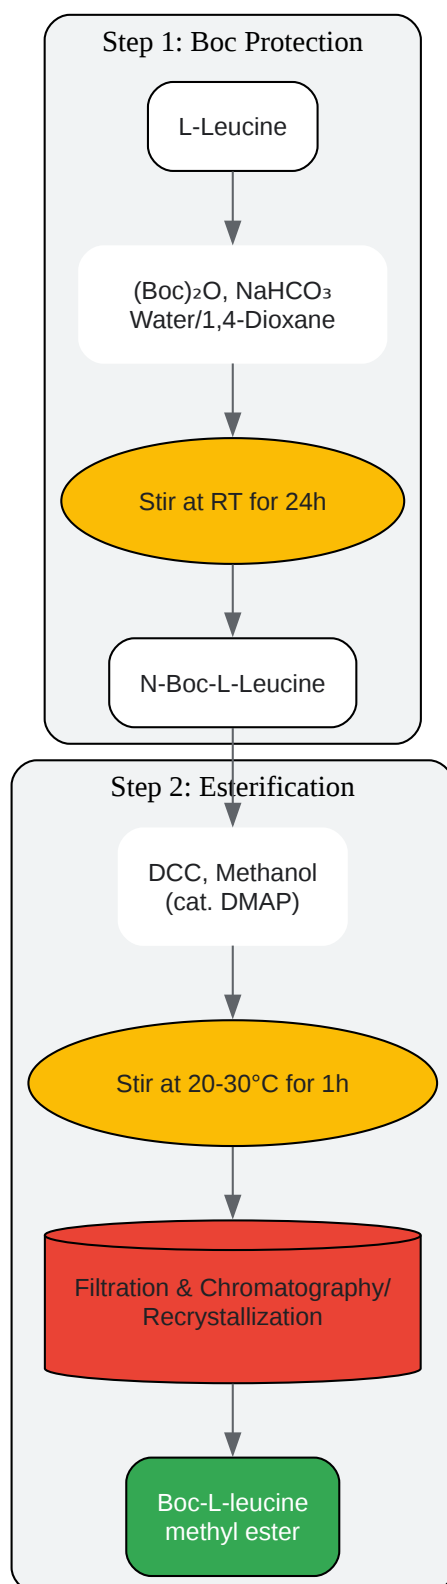 Step 1: Boc Protection
L-Leucine
(Boc)₂O, NaHCO₃
Water/1,4-Dioxane
Stir at RT for 24h
N-Boc-L-Leucine
Step 2: Esterification
DCC, Methanol
(cat. DMAP)
Stir at 20-30°C for 1h
Filtration & Chromatography/
Recrystallization
Boc-L-leucine
methyl ester